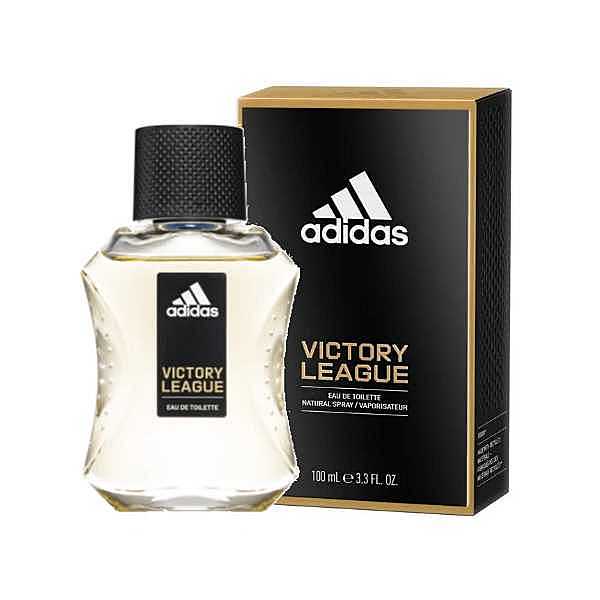 adidas
VICTORY
LEAGUE
EAU DE TOILETTE
adidas
VICTORY
LEAGUE
EAU DE TOILETTE
NATURAL SPRAY / VAPORISATEUR
100 mL e 3.3 FL. OZ.